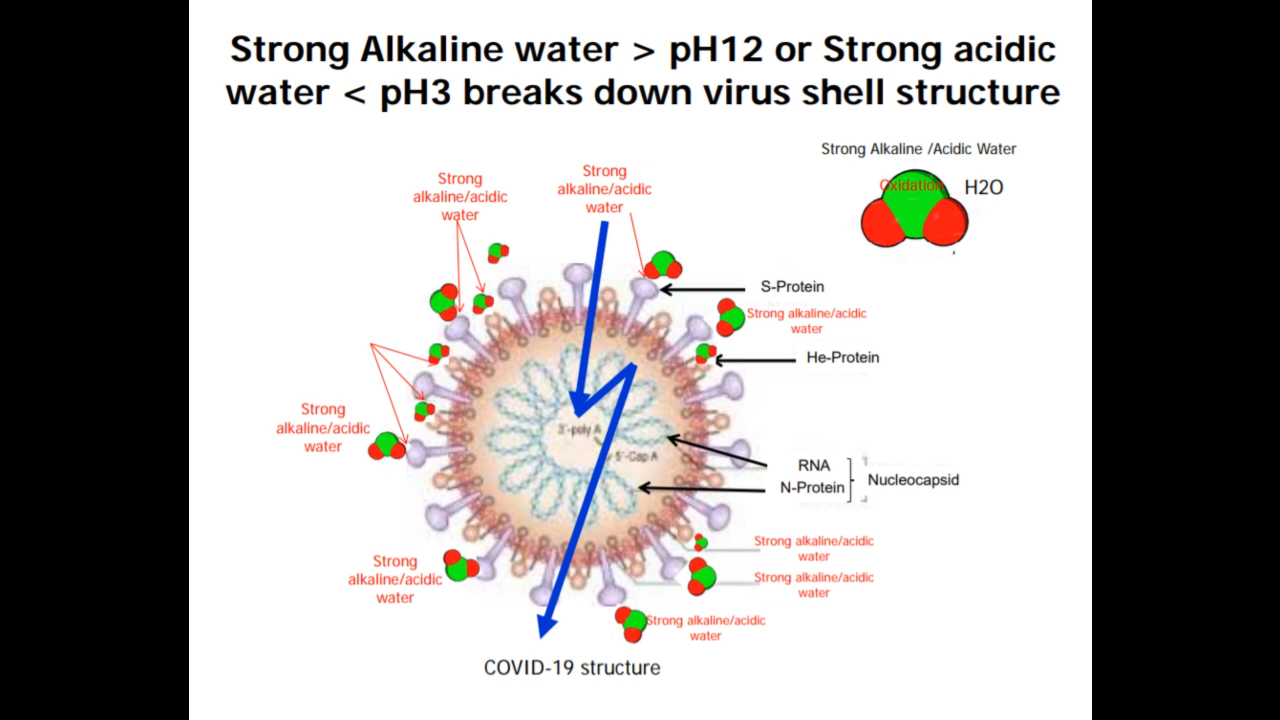 Strong Alkaline water > pH12 or Strong acidic
water < pH3 breaks down virus shell structure
Strong Alkaline /Acidic Water
Oxidation
H2O
Strong
alkaline/acidic
water
Strong
alkaline/acidic
water
S-Protein
Strong alkaline/acidic
water
He-Protein
Strong
alkaline/acidic
water
3'-poly A
5'-Cap A
RNA
N-Protein
Nucleocapsid
Strong alkaline/acidic
water
Strong
alkaline/acidic
water
Strong alkaline/acidic
water
Strong alkaline/acidic
water
COVID-19 structure